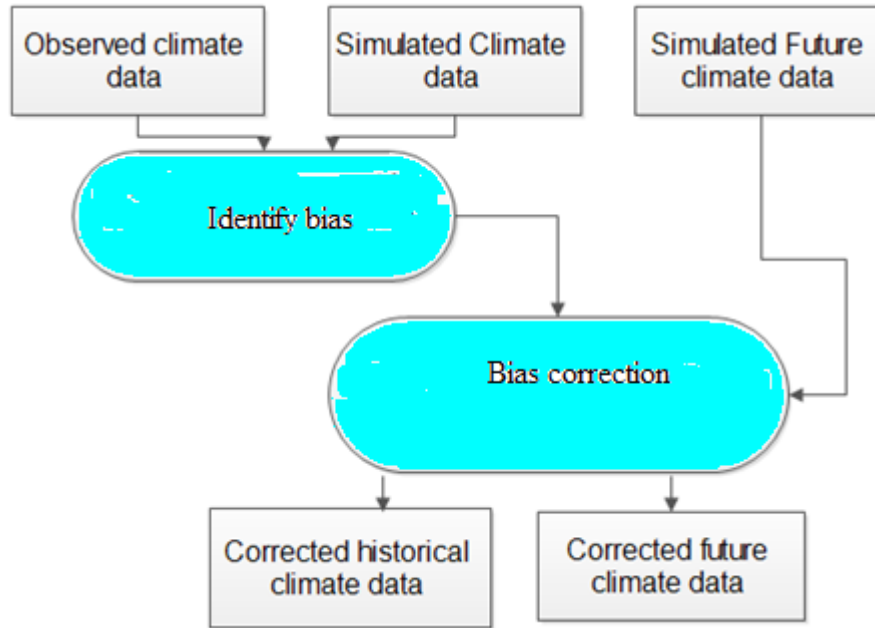 Observed climate
data
Simulated Climate
data
Simulated Future
climate data
Identify bias
Bias correction
Corrected historical
climate data
Corrected future
climate data